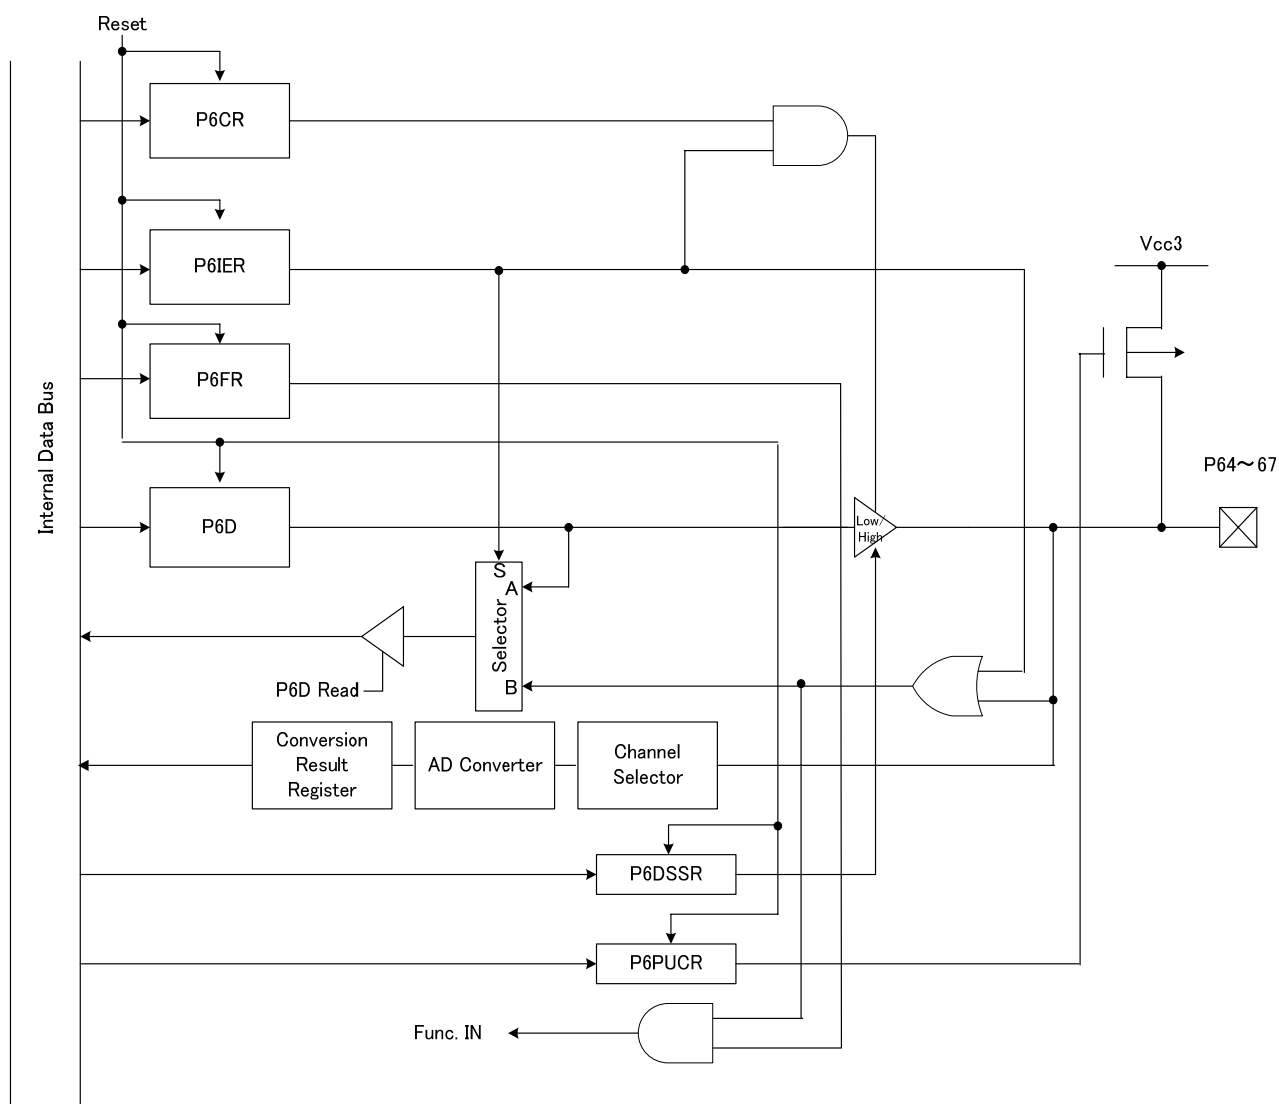 Reset
P6CR
P6IER
Vcc3
P6FR
Internal Data Bus
P64～67
P6D
Low/
High
S
A
Selector
B
P6D Read
Conversion
Result
Register
AD Converter
Channel
Selector
P6DSSR
P6PUCR
Func. IN